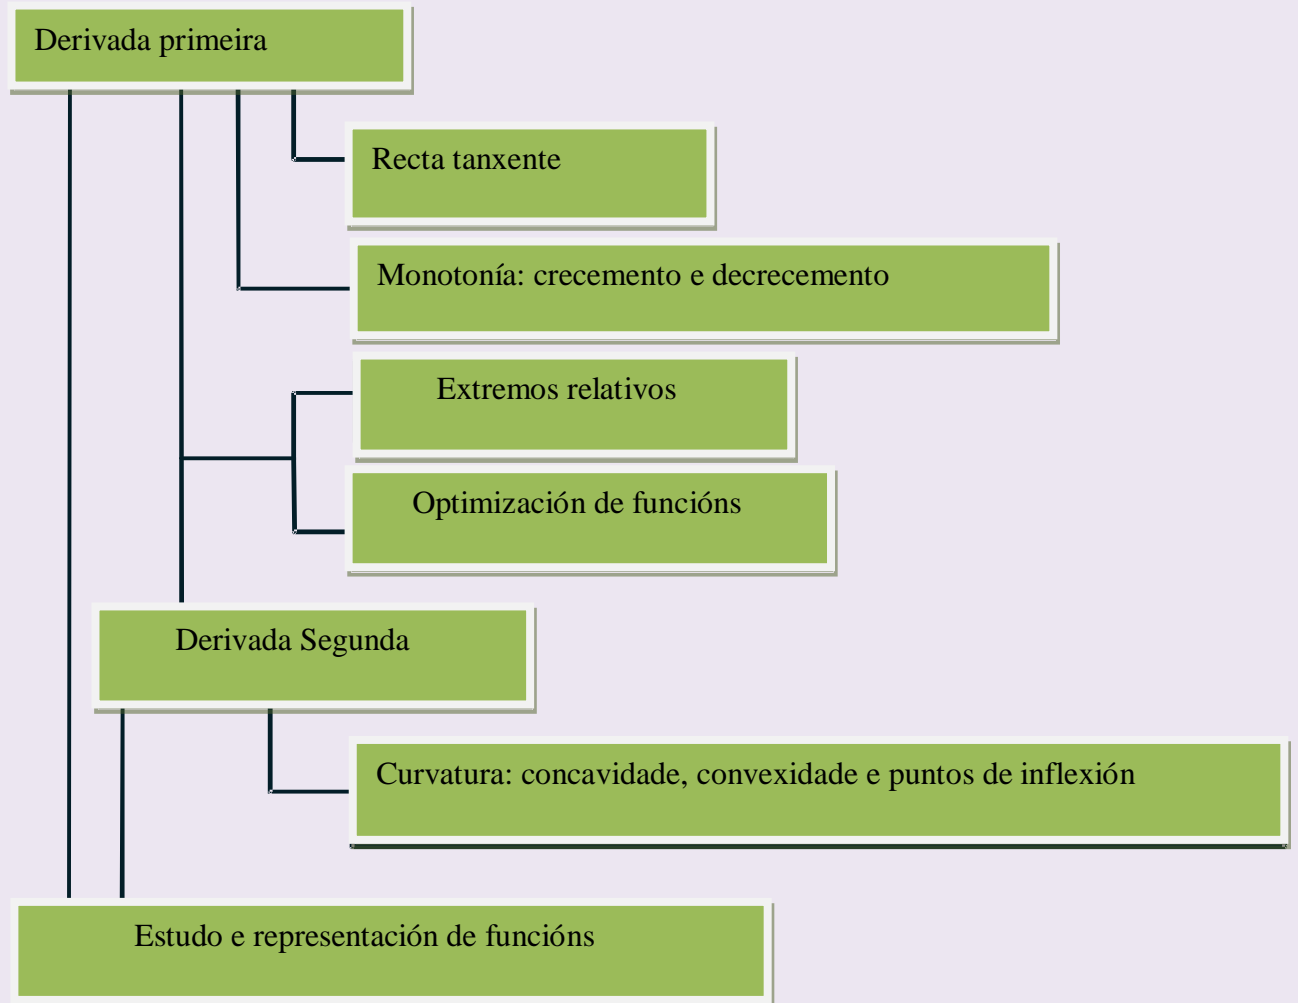 Derivada primeira
Recta tanxente
Monotonía: crecemento e decrecemento
Extremos relativos
Optimización de funcións
Derivada Segunda
Curvatura: concavidade, convexidade e puntos de inflexión
Estudo e representación de funcións